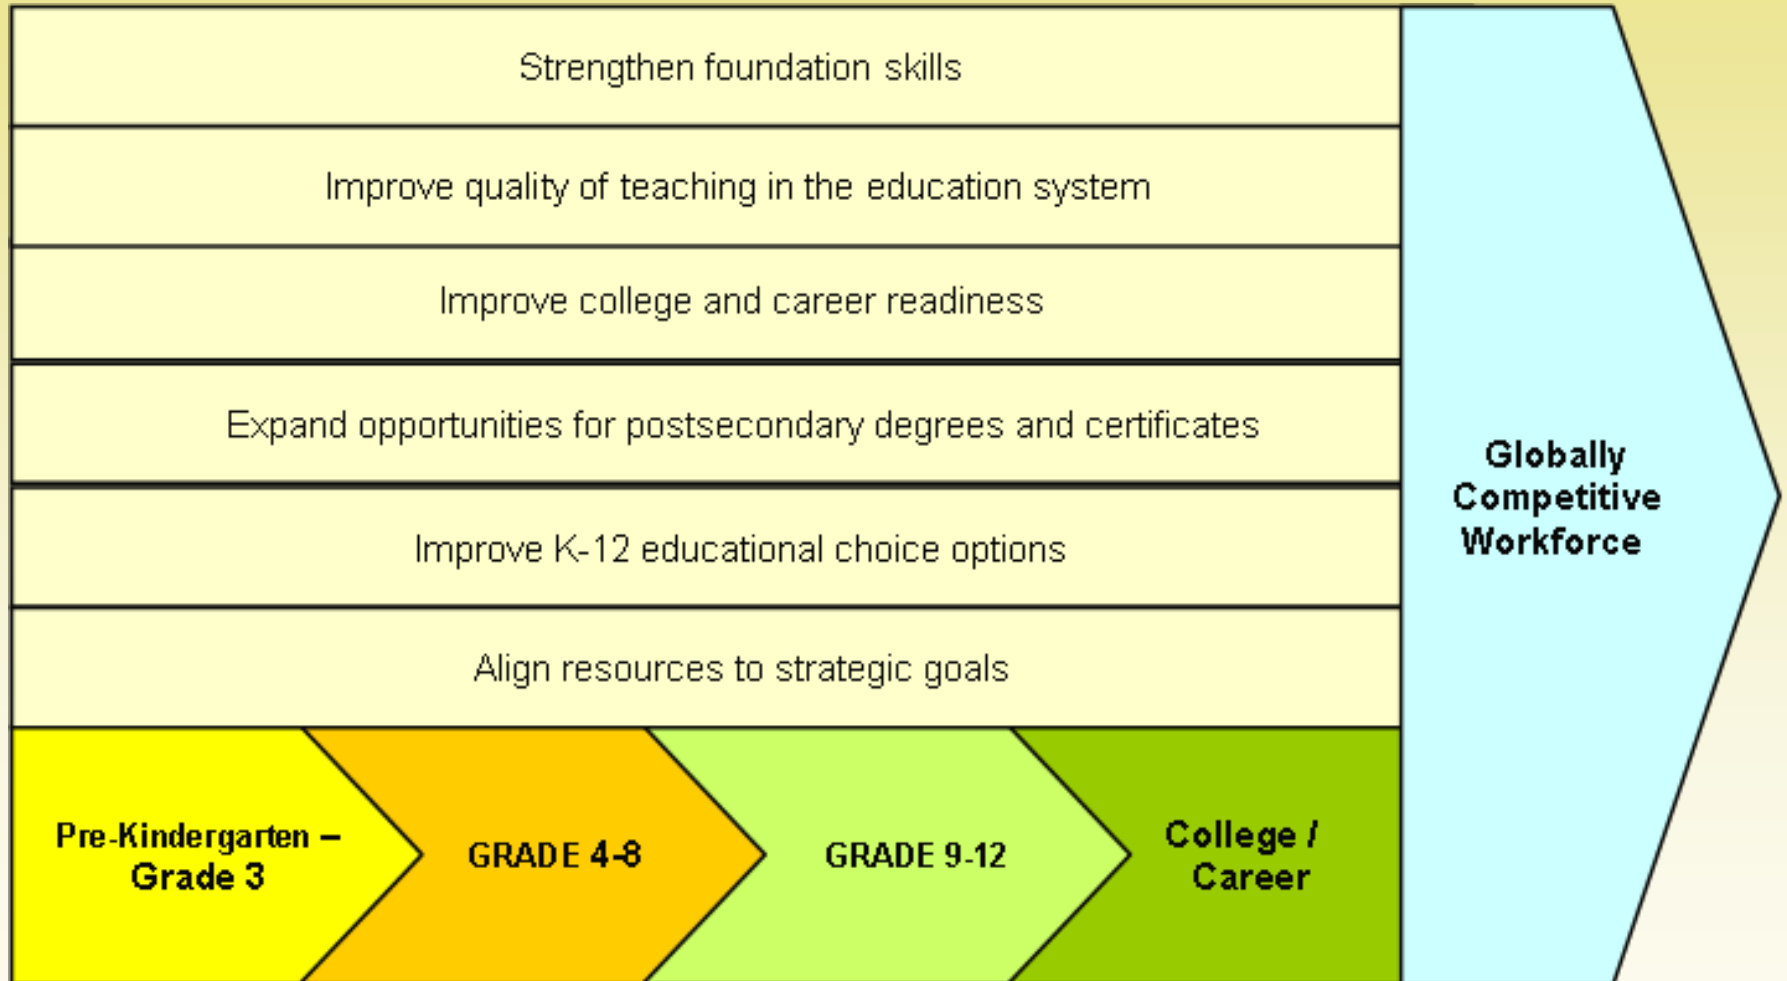 Strengthen foundation skills
Improve quality of teaching in the education system
Improve college and career readiness
Expand opportunities for postsecondary degrees and certificates
Improve K-12 educational choice options
Align resources to strategic goals
Globally
Competitive
Workforce
Pre-Kindergarten –
Grade 3
GRADE 4-8
GRADE 9-12
College /
Career